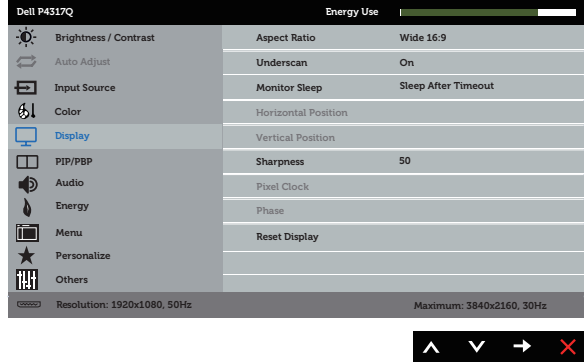 Dell P4317Q Energy Use
Brightness / Contrast Aspect Ratio Wide 16:9
Auto Adjust Underscan On
Input Source Monitor Sleep Sleep After Timeout
Color Horizontal Position
Display Vertical Position
PIP/PBP Sharpness 50
Audio Pixel Clock
Energy Phase
Menu Reset Display
Personalize
Others
Resolution: 1920x1080, 50Hz Maximum: 3840x2160, 30Hz